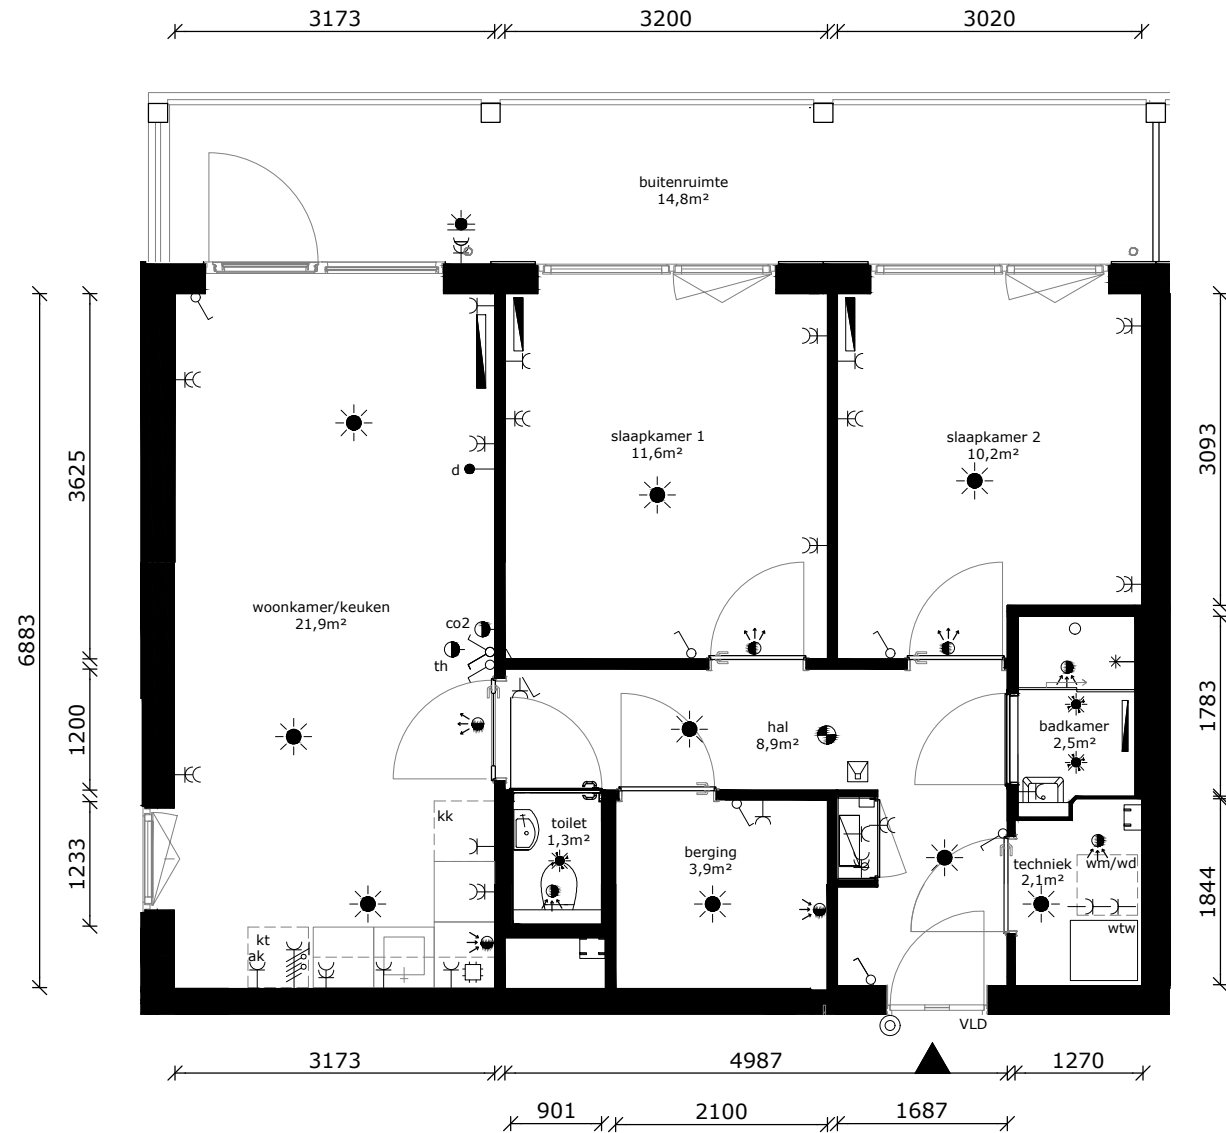 3173
3200
3020
buitenruimte
14,8m²
slaapkamer 1
11,6m²
slaapkamer 2
10,2m²
d
woonkamer/keuken
21,9m²
co2
th
hal
8,9m²
badkamer
2,5m²
kk
toilet
1,3m²
berging
3,9m²
techniek
2,1m²
wm/wd
wtw
kt
ak
VLD
6883
3625
1200
1233
3093
1783
1844
3173
4987
1270
901
2100
1687